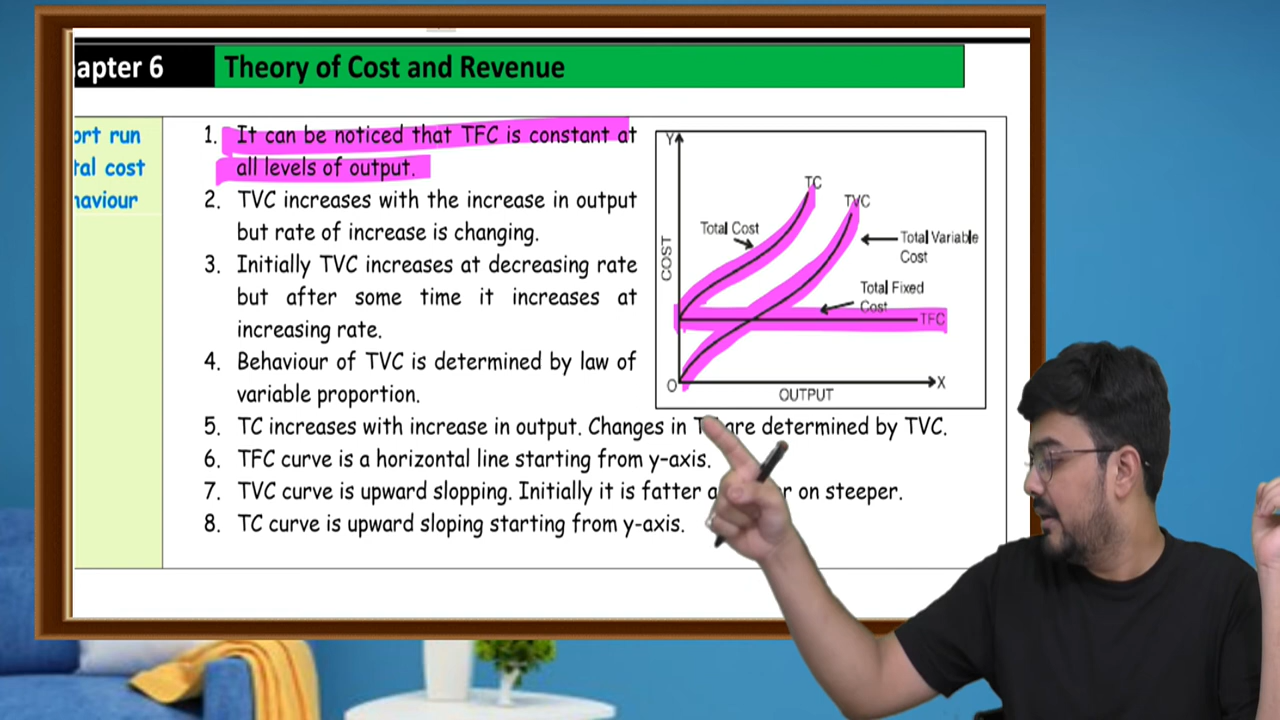 apter 6
Theory of Cost and Revenue
ort run
tal cost
haviour
1. It can be noticed that TFC is constant at
all levels of output.
2. TVC increases with the increase in output
but rate of increase is changing.
3. Initially TVC increases at decreasing rate
but after some time it increases at
increasing rate.
4. Behaviour of TVC is determined by law of
variable proportion.
5. TC increases with increase in output. Changes in are determined by TVC.
6. TFC curve is a horizontal line starting from y-axis.
7. TVC curve is upward slopping. Initially it is fatter on steeper.
8. TC curve is upward sloping starting from y-axis.
Y
TC
TVC
Total Cost
Total Variable
Cost
COST
Total Fixed
Cost
TFC
O
X
OUTPUT